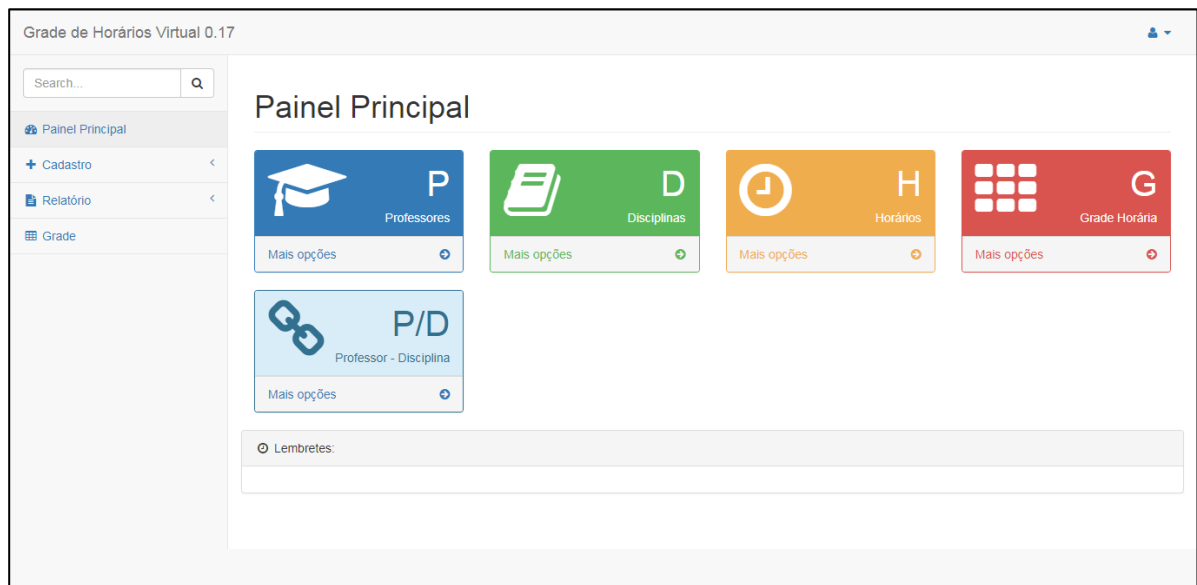 Grade de Horários Virtual 0.17
Search...
Painel Principal
Cadastro
Relatório
Grade
Painel Principal
P
Professores
Mais opções
D
Disciplinas
Mais opções
H
Horários
Mais opções
G
Grade Horária
Mais opções
P/D
Professor - Disciplina
Mais opções
Lembretes: